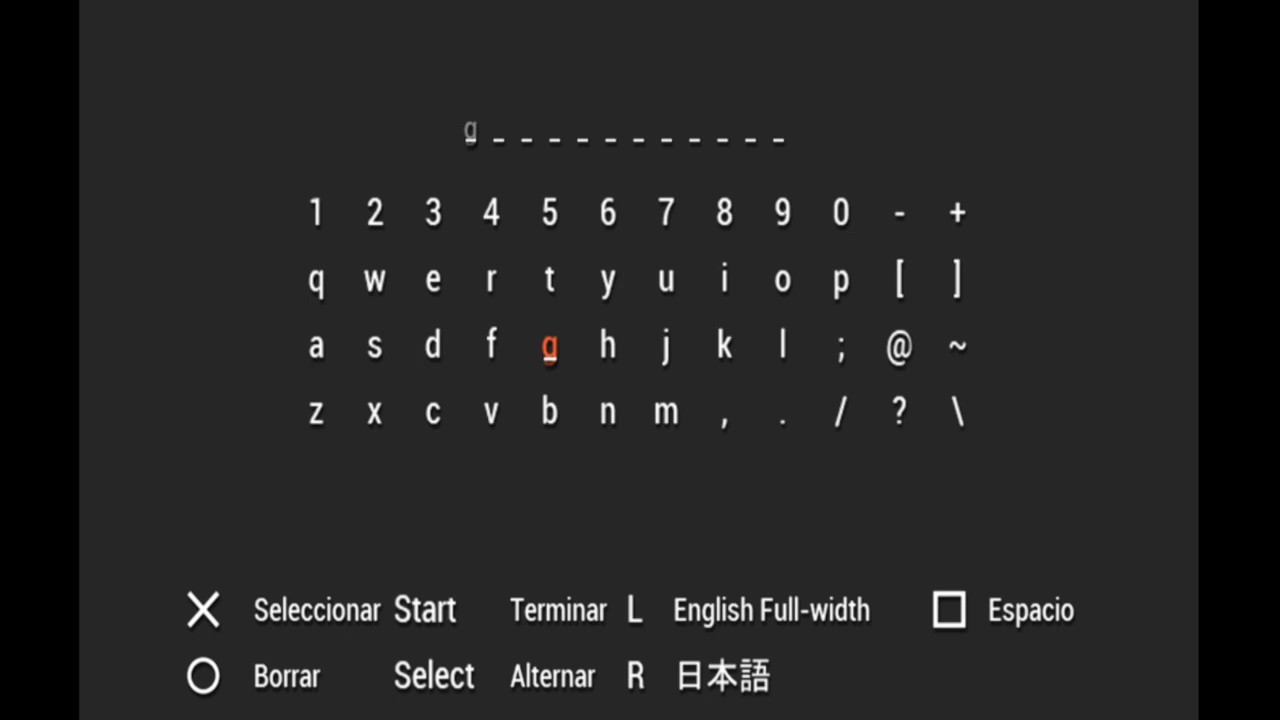 g _ _ _ _ _ _ _ _ _ _ _
1 2 3 4 5 6 7 8 9 0 - +
q w e r t y u i o p [ ]
a s d f g h j k l ; @ ~
z x c v b n m , . / ? \
Seleccionar Start Terminar L English Full-width Espacio
Borrar Select Alternar R 日本語